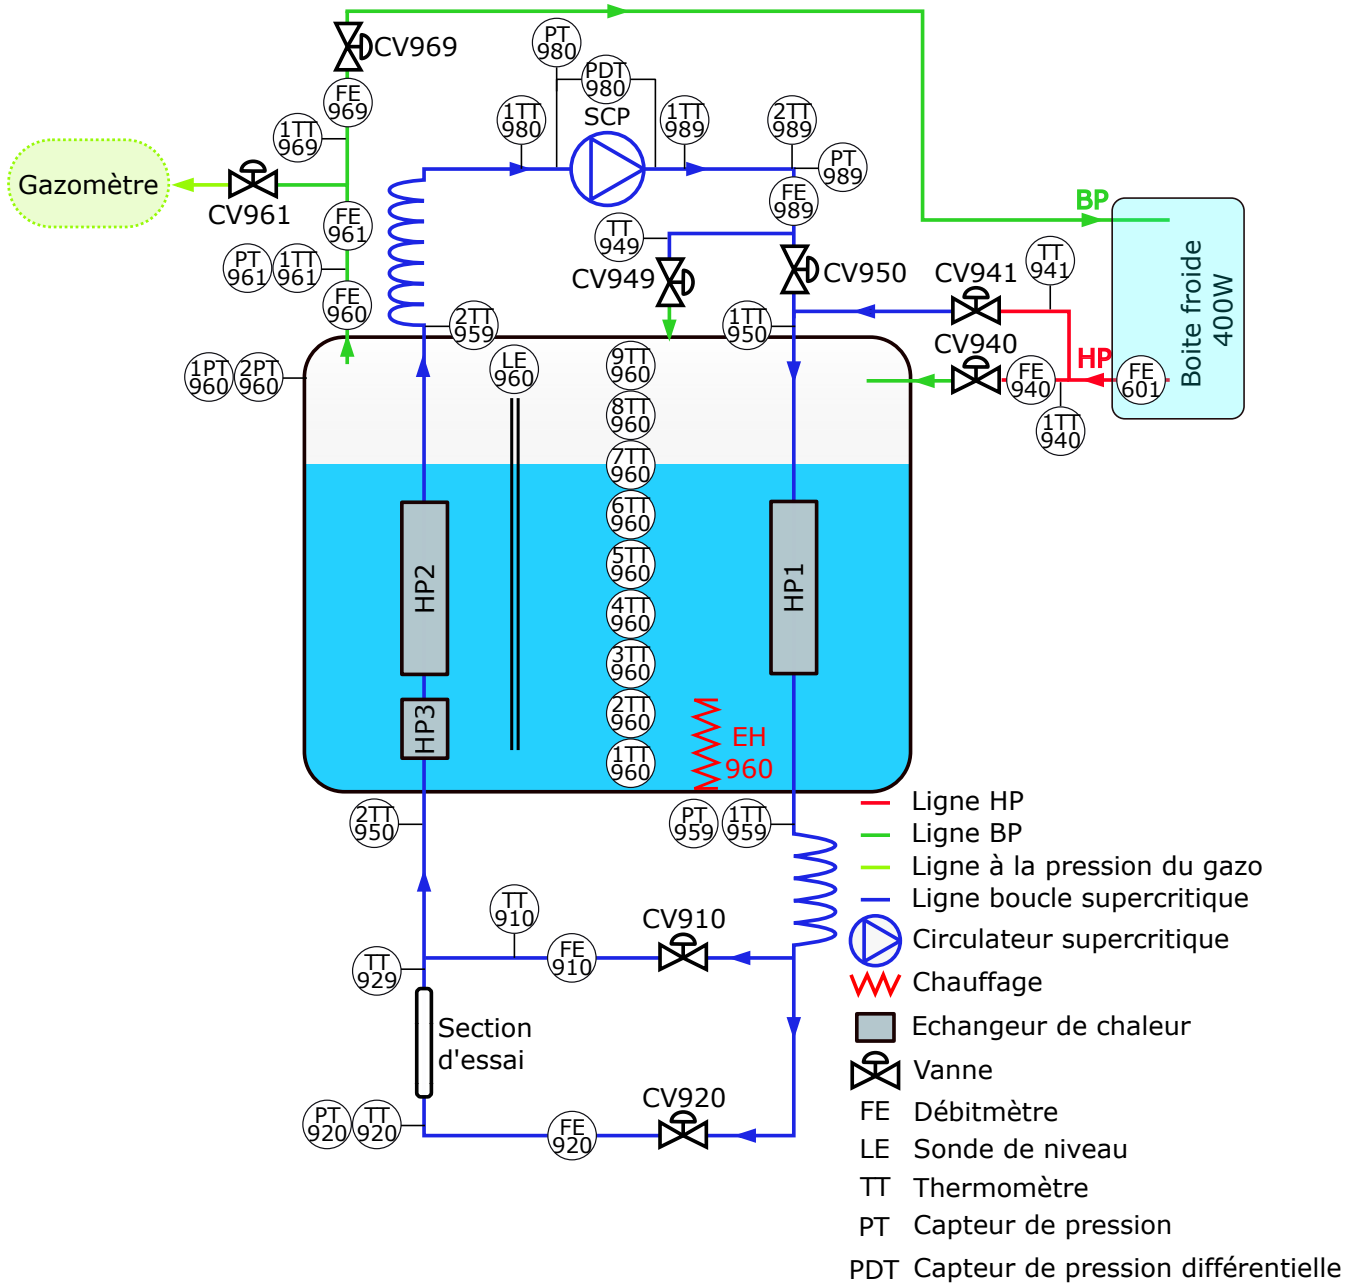 CV969
PT
980
PDT
980
SCP
FE
969
1TT
969
1TT
980
1TT
989
2TT
989
PT
989
Gazomètre
CV961
FE
961
PT
961
1TT
961
FE
960
FE
989
TT
949
CV949
CV950
BP
CV941
TT
941
Boite froide
400W
HP
CV940
FE
940
FE
601
1TT
940
2TT
959
1TT
950
1PT
960
2PT
960
LE
960
9TT
960
8TT
960
7TT
960
6TT
960
5TT
960
4TT
960
3TT
960
2TT
960
1TT
960
HP2
HP1
HP3
EH
960
2TT
950
PT
959
1TT
959
TT
910
FE
910
CV910
TT
929
Section
d'essai
PT
920
TT
920
FE
920
CV920
Ligne HP
Ligne BP
Ligne à la pression du gazo
Ligne boucle supercritique
Circulateur supercritique
Chauffage
Echangeur de chaleur
Vanne
FE Débitmètre
LE Sonde de niveau
TT Thermomètre
PT Capteur de pression
PDT Capteur de pression différentielle